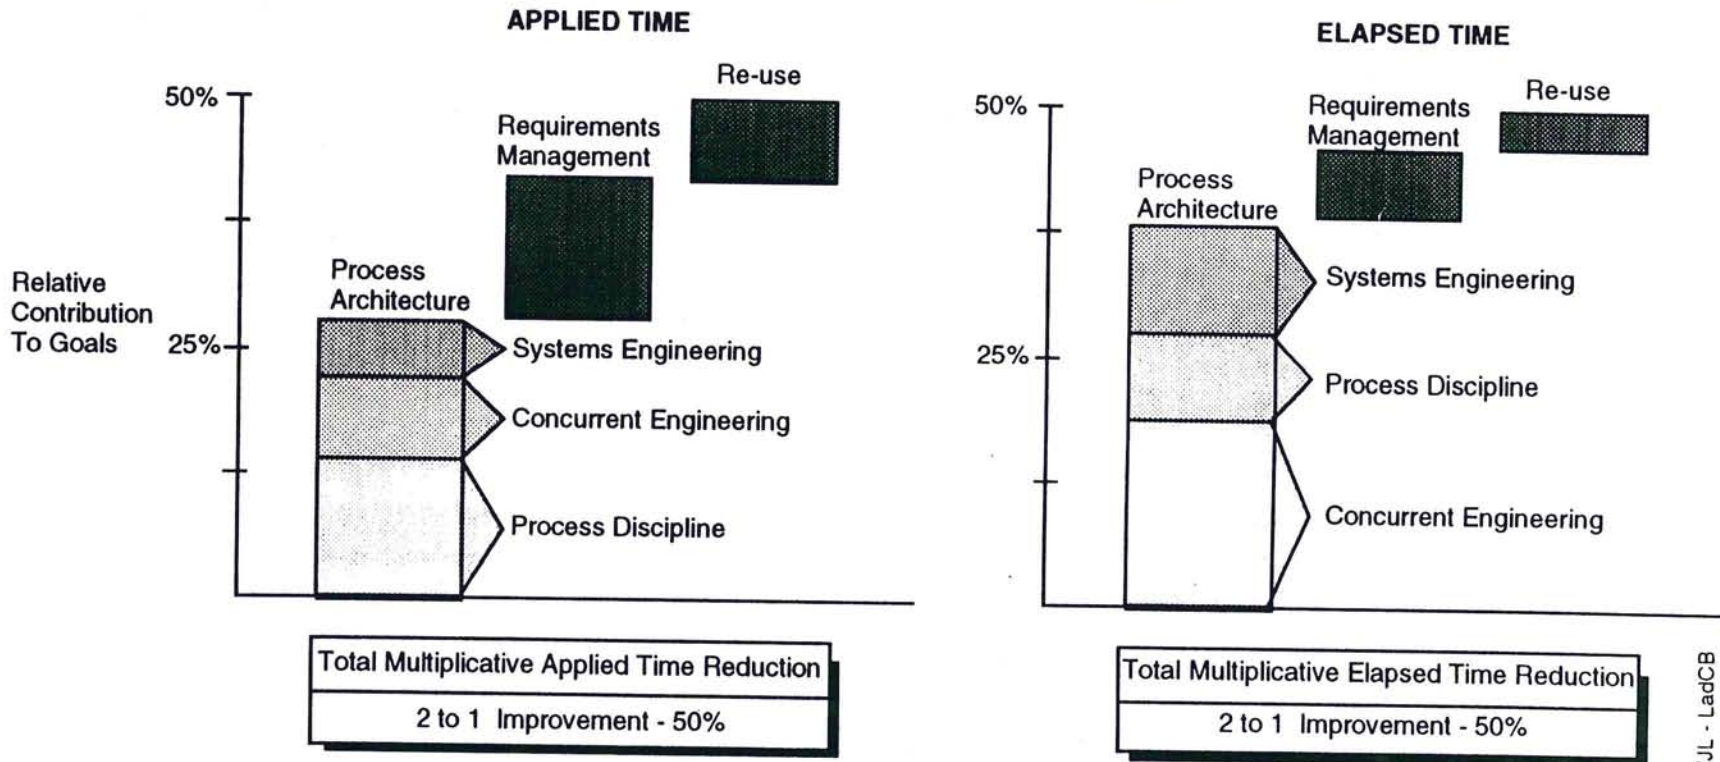 APPLIED TIME
50%
25%
Relative
Contribution
To Goals
Process
Architecture
Requirements
Management
Re-use
Systems Engineering
Concurrent Engineering
Process Discipline
Total Multiplicative Applied Time Reduction
2 to 1 Improvement - 50%
ELAPSED TIME
50%
25%
Process
Architecture
Requirements
Management
Re-use
Systems Engineering
Process Discipline
Concurrent Engineering
Total Multiplicative Elapsed Time Reduction
2 to 1 Improvement - 50%
JL - LadCB